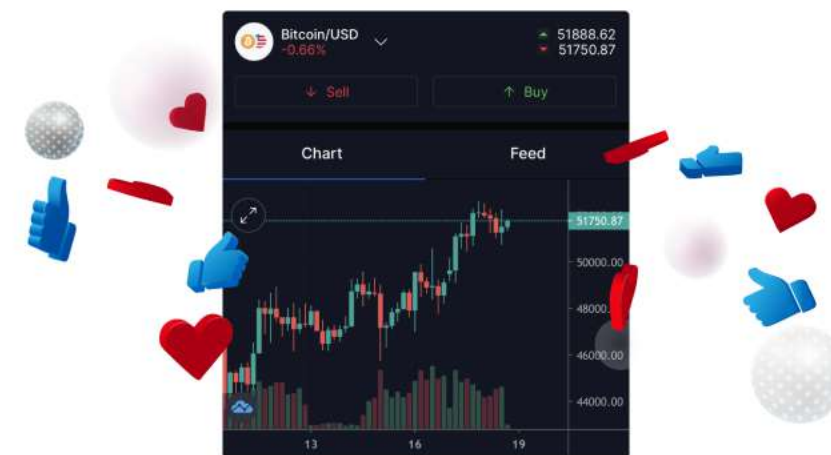 Bitcoin/USD
-0.66%
51888.62
51750.87
↓ Sell
↑ Buy
Chart
Feed
51750.87
50000.00
48000.00
46000.00
44000.00
13 16 19